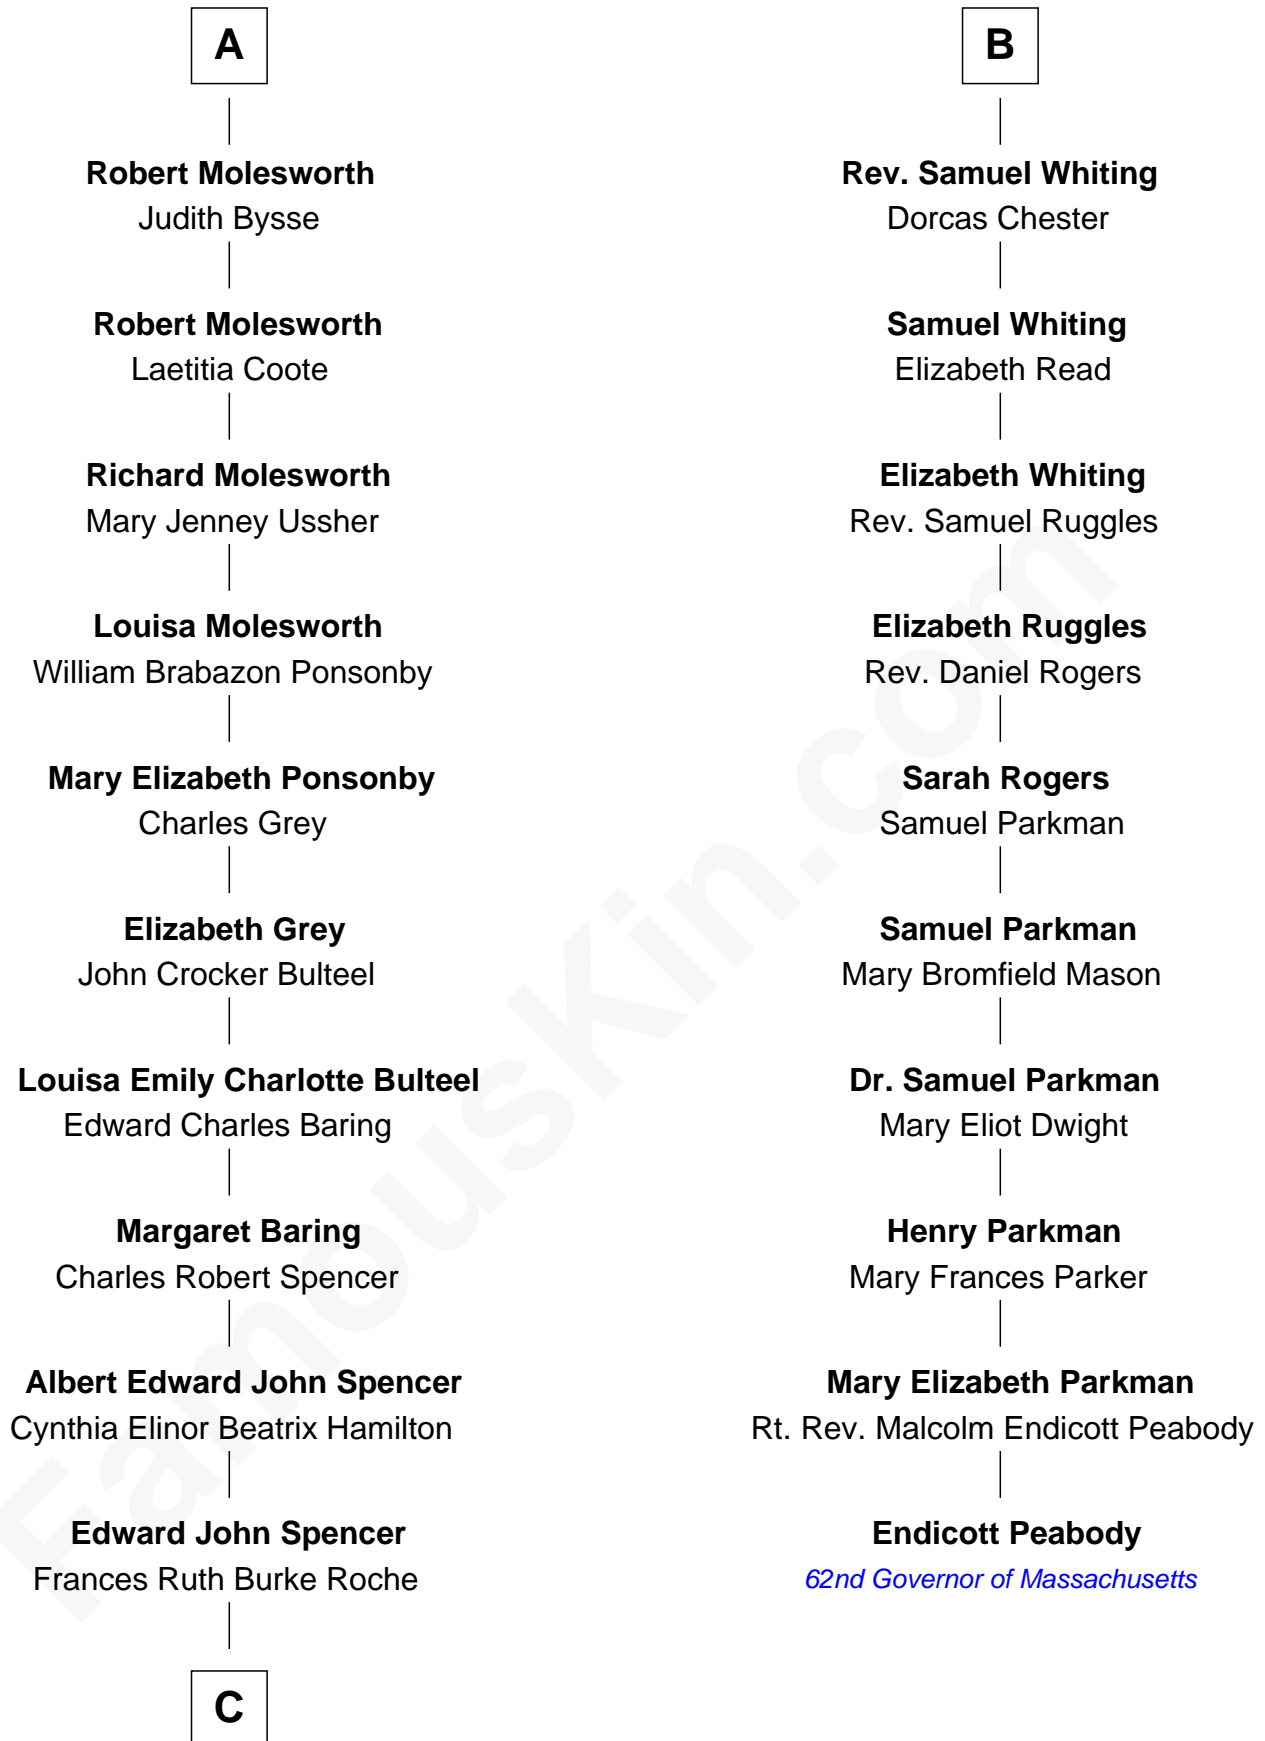 A
Robert Molesworth
Judith Bysse
Robert Molesworth
Laetitia Coote
Richard Molesworth
Mary Jenney Ussher
Louisa Molesworth
William Brabazon Ponsonby
Mary Elizabeth Ponsonby
Charles Grey
Elizabeth Grey
John Crocker Bulteel
Louisa Emily Charlotte Bulteel
Edward Charles Baring
Margaret Baring
Charles Robert Spencer
Albert Edward John Spencer
Cynthia Elinor Beatrix Hamilton
Edward John Spencer
Frances Ruth Burke Roche
C
B
Rev. Samuel Whiting
Dorcas Chester
Samuel Whiting
Elizabeth Read
Elizabeth Whiting
Rev. Samuel Ruggles
Elizabeth Ruggles
Rev. Daniel Rogers
Sarah Rogers
Samuel Parkman
Samuel Parkman
Mary Bromfield Mason
Dr. Samuel Parkman
Mary Eliot Dwight
Henry Parkman
Mary Frances Parker
Mary Elizabeth Parkman
Rt. Rev. Malcolm Endicott Peabody
Endicott Peabody
62nd Governor of Massachusetts
FamousKin.com